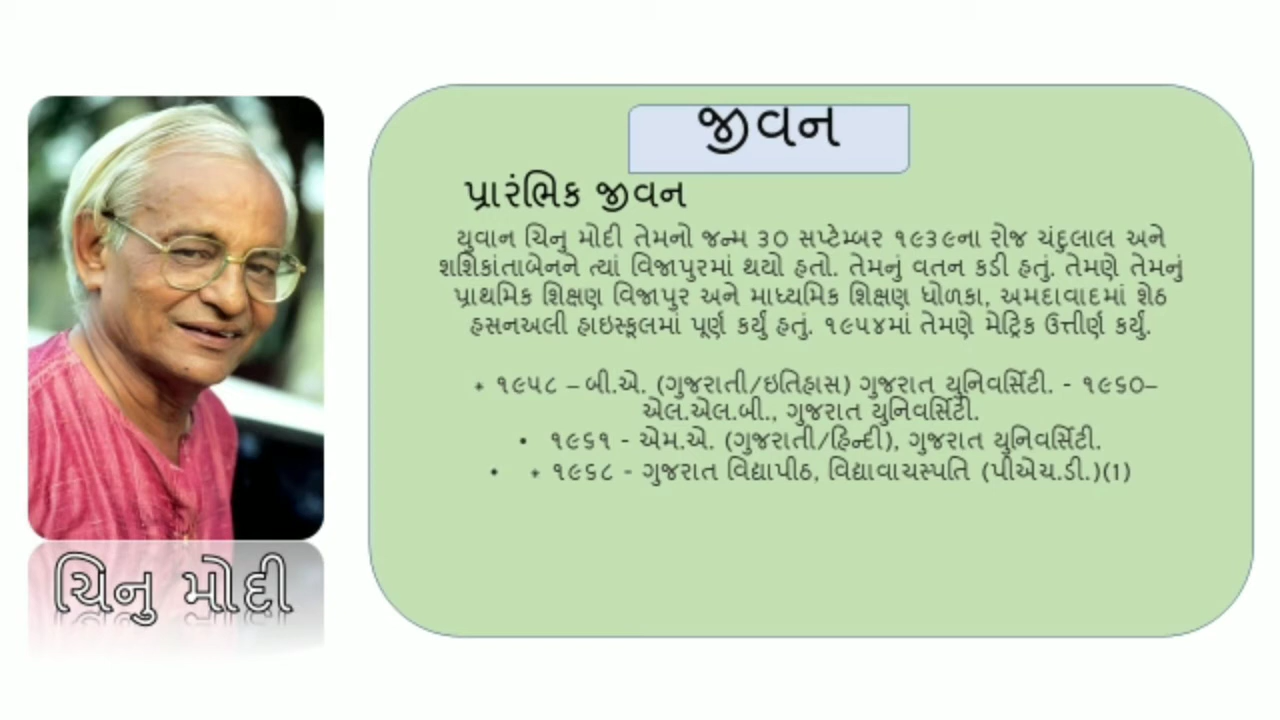 જીવન
પ્રારંભિક જીવન
યુવાન ચિનુ મોદી તેમનો જન્મ ૩૦ સપ્ટેમ્બર ૧૯૩૯ના રોજ ચંદુલાલ અને
શશિકાંતાબેનને ત્યાં વિજાપુરમાં થયો હતો. તેમનું વતન કડી હતું. તેમણે તેમનું
પ્રાથમિક શિક્ષણ વિજાપુર અને માધ્યમિક શિક્ષણ ધોળકા, અમદાવાદમાં શેઠ
હસનઅલી હાઇસ્કૂલમાં પૂર્ણ કર્યું હતું. ૧૯૫૪માં તેમણે મેટ્રિક ઉત્તીર્ણ કર્યું.
* ૧૯૫૮ – બી.એ. (ગુજરાતી/ઇતિહાસ) ગુજરાત યુનિવર્સિટી. - ૧૯૬૦–
એલ.એલ.બી., ગુજરાત યુનિવર્સિટી.
• ૧૯૬૧ - એમ.એ. (ગુજરાતી/હિન્દી), ગુજરાત યુનિવર્સિટી.
• * ૧૯૬૮ - ગુજરાત વિદ્યાપીઠ, વિદ્યાવાચસ્પતિ (પીએચ.ડી.)(1)
ચિનુ મોદી